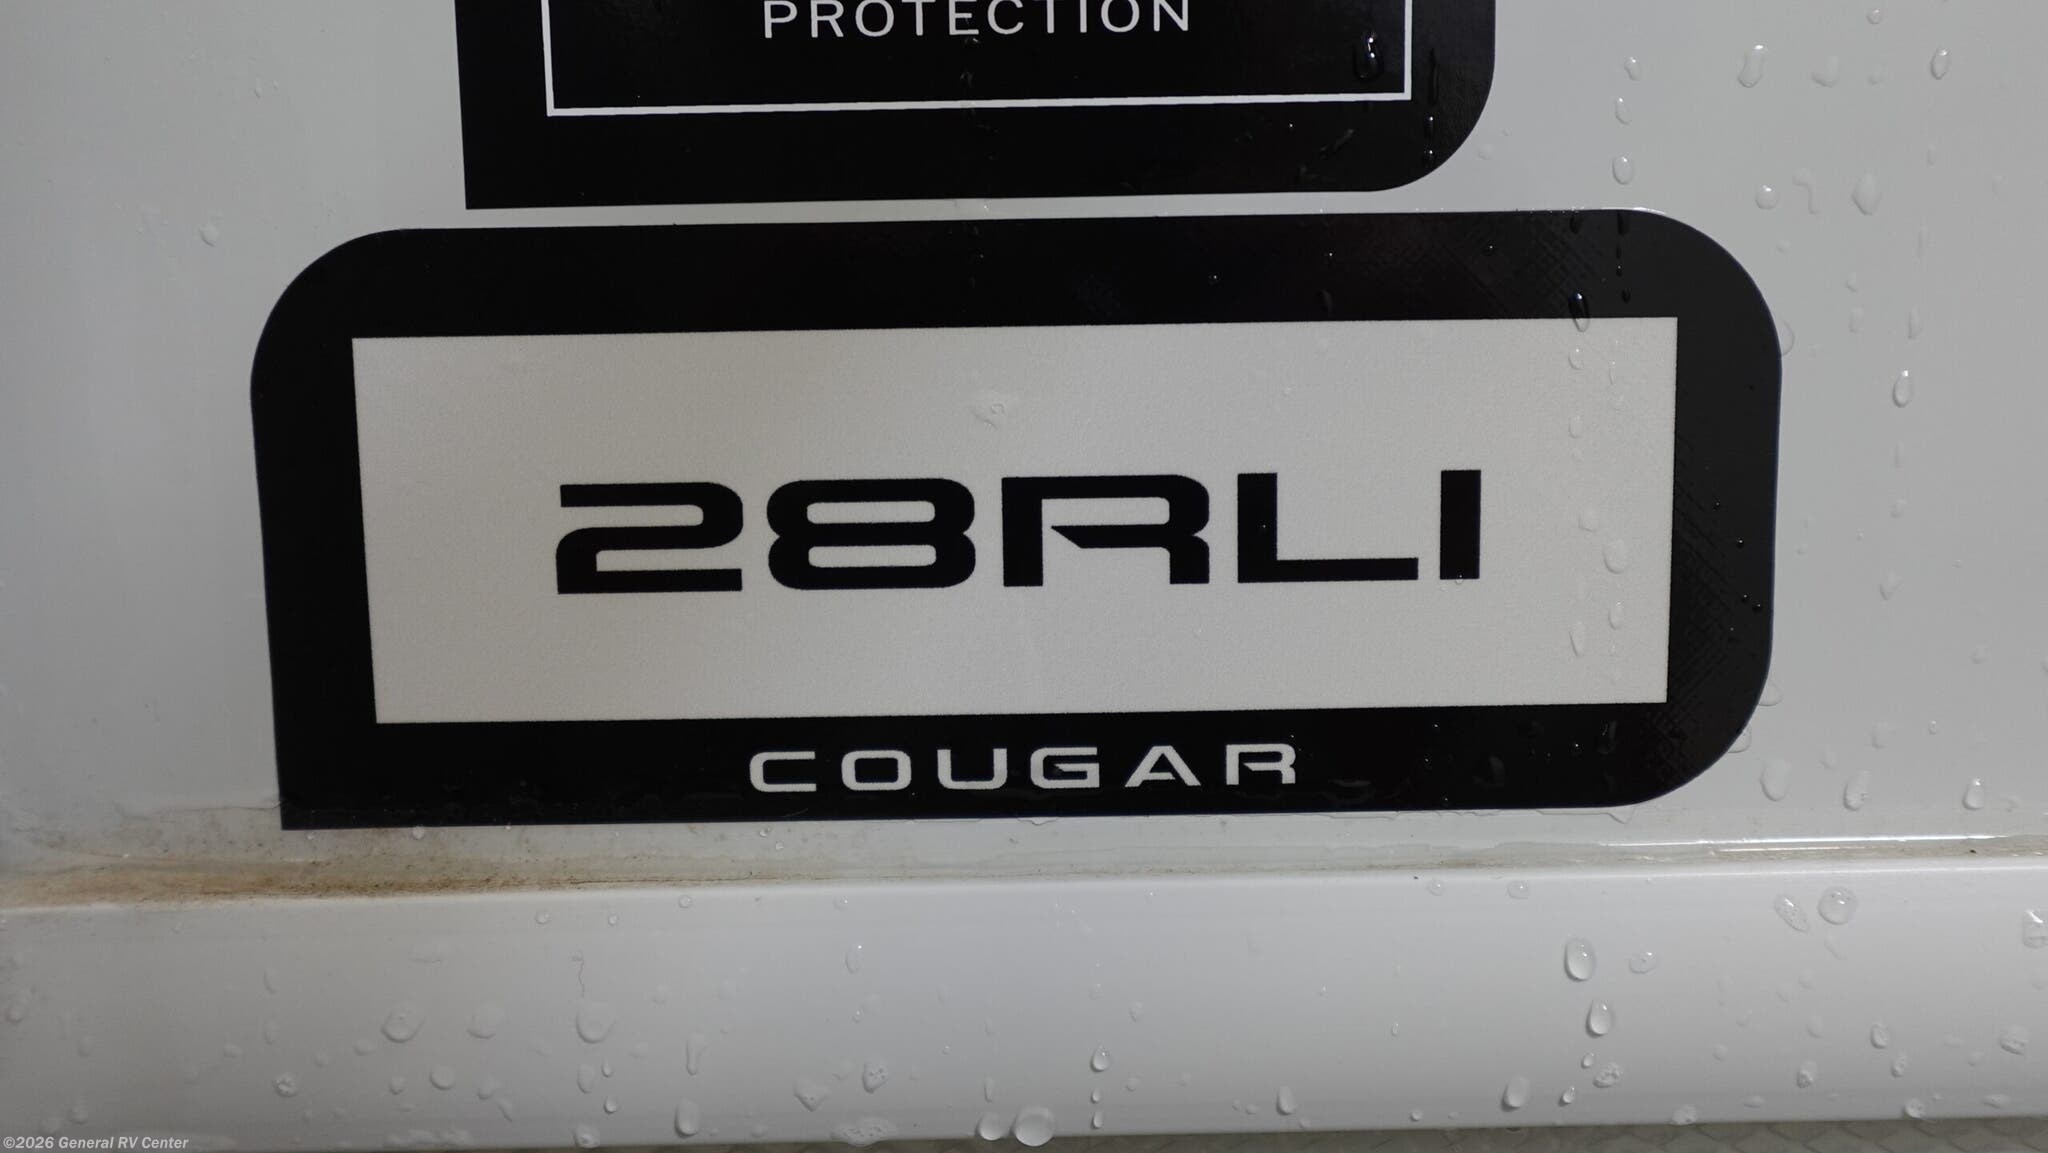 PROTECTION
28RLI
COUGAR
©2026 General RV Center